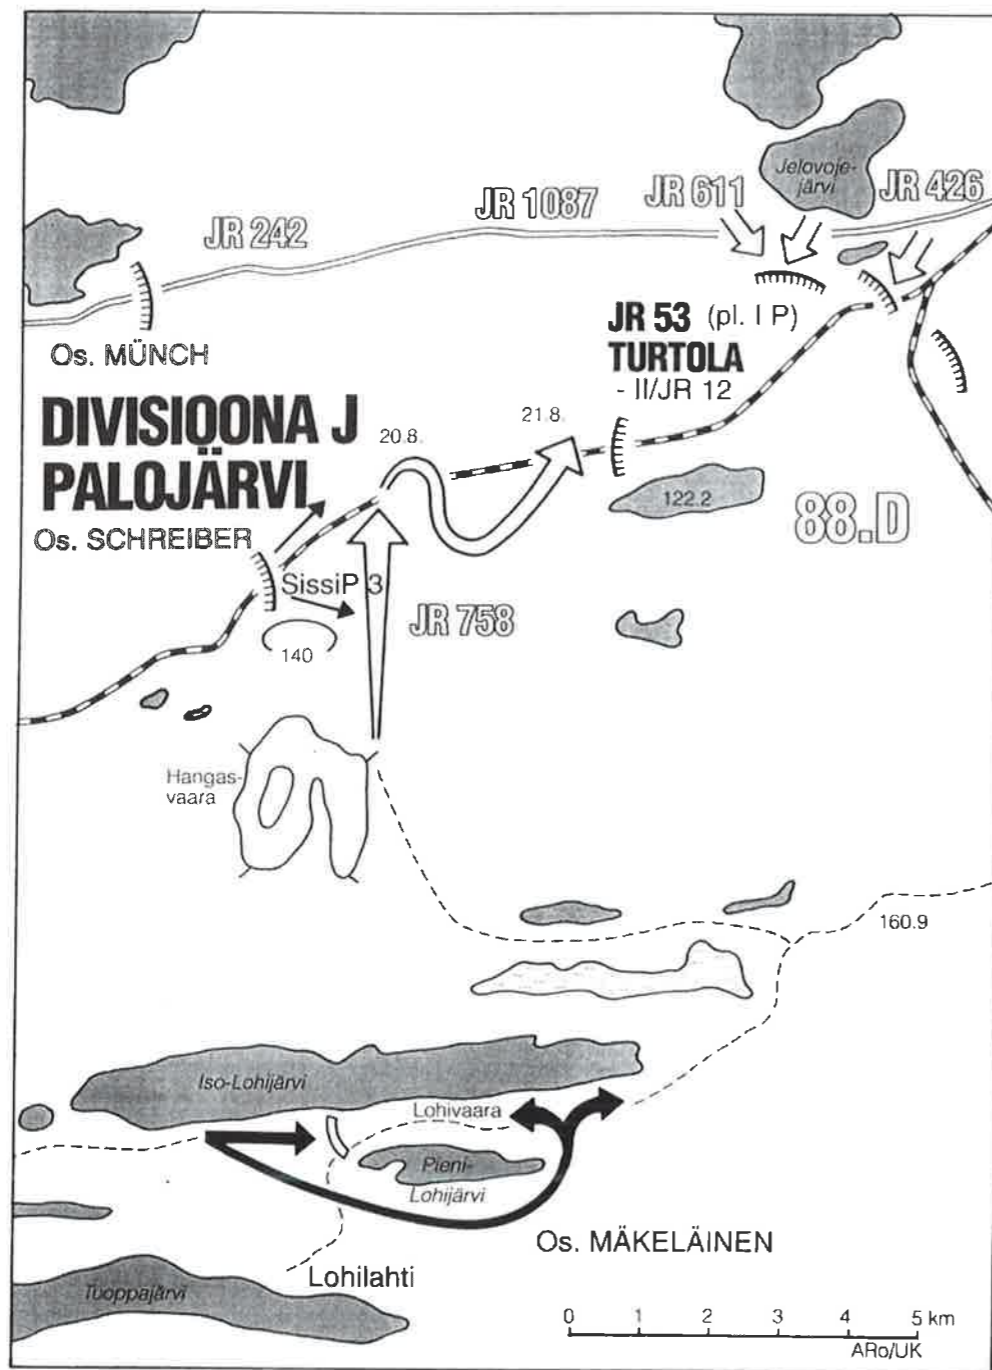 Jelovoje-
järvi
JR 611
JR 426
JR 1087
JR 242
JR 53 (pl. I P)
TURTOLA
- II/JR 12
Os. MÜNCH
DIVISIOONA J
PALOJÄRVI
Os. SCHREIBER
20.8.
21.8.
122.2
88.D
SissiP 3
JR 758
140
Hangas-
vaara
160.9
Iso-Lohijärvi
Lohivaara
Pieni-
Lohijärvi
Os. MÄKELÄINEN
Lohilahti
Tuoppajärvi
0 1 2 3 4 5 km
ARo/UK